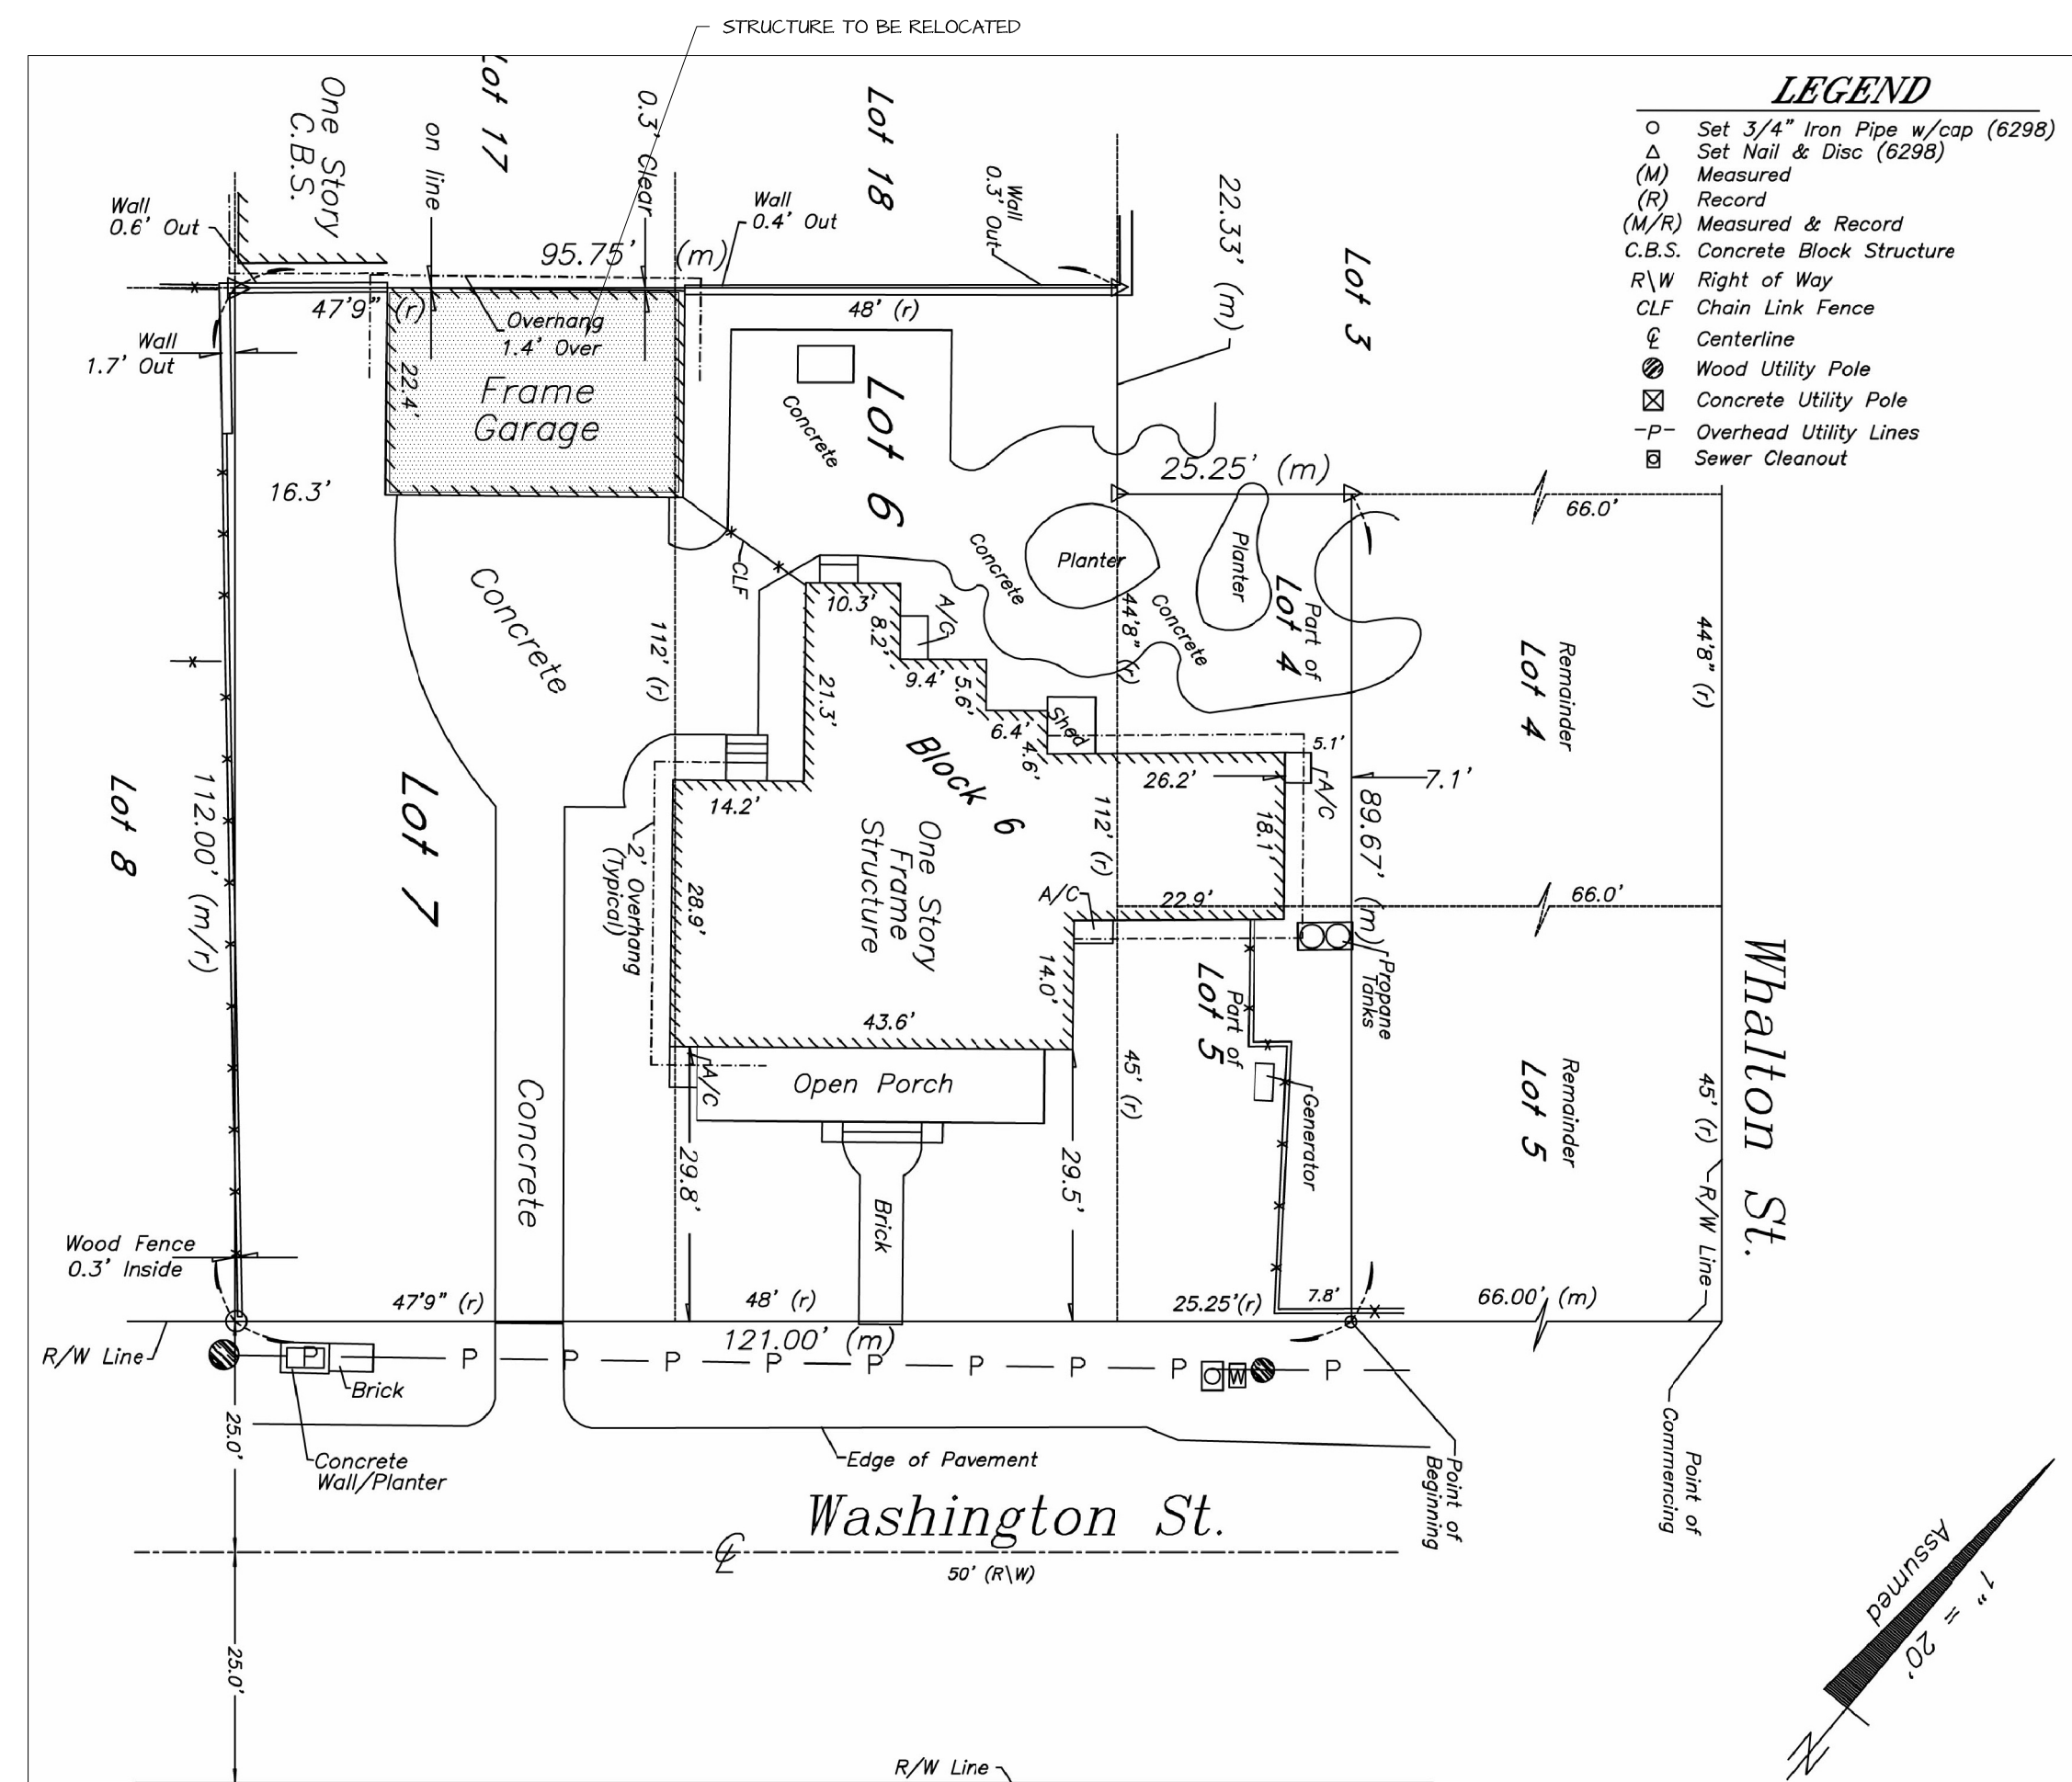 STRUCTURE TO BE RELOCATED
LEGEND
Set 3/4" Iron Pipe w/cap (6298)
Set Nail & Disc (6298)
(M) Measured
(R) Record
(M/R) Measured & Record
C.B.S. Concrete Block Structure
R\W Right of Way
CLF Chain Link Fence
℄ Centerline
Wood Utility Pole
Concrete Utility Pole
-P- Overhead Utility Lines
Sewer Cleanout
One Story
C.B.S.
on line
Lot 17
0.3' Clear
Lot 18
Wall
0.3' Out
22.33' (m)
Lot 3
Wall
0.6' Out
95.75' (m)
Wall
0.4' Out
47'9" (r)
48' (r)
Overhang
1.4' Over
Wall
1.7' Out
22.4'
Frame
Garage
16.3'
Concrete
Lot 6
25.25' (m)
66.0'
Concrete
CLF
112' (r)
10.3'
8.2'
A/C
9.4'
5.6'
6.4'
4.6'
Shed
21.3'
Concrete
Planter
Planter
44'8" (r)
Concrete
Part of
Lot 4
Remainder
Lot 4
44'8" (r)
Block 6
5.1'
A/C
7.1'
26.2'
18.1'
14.2'
112' (r)
89.67' (m)
Lot 8
112.00' (m/r)
Lot 7
2' Overhang
(Typical)
28.9'
One Story
Frame
Structure
A/C
22.9'
66.0'
14.0'
43.6'
Part of
Lot 5
Propane
Tanks
Whalton St.
A/C
Open Porch
45' (r)
Generator
Remainder
Lot 5
45' (r)
R/W Line
Concrete
29.8'
Brick
29.5'
Wood Fence
0.3' Inside
47'9" (r)
48' (r)
25.25'(r)
7.8'
66.00' (m)
121.00' (m)
R/W Line
P P P P P P P P P P
W
Brick
Concrete
Wall/Planter
25.0'
Edge of Pavement
Point of
Beginning
Point of
Commencing
Washington St.
℄
50' (R\W)
25.0'
Assumed
1" = 20'
N
R/W Line